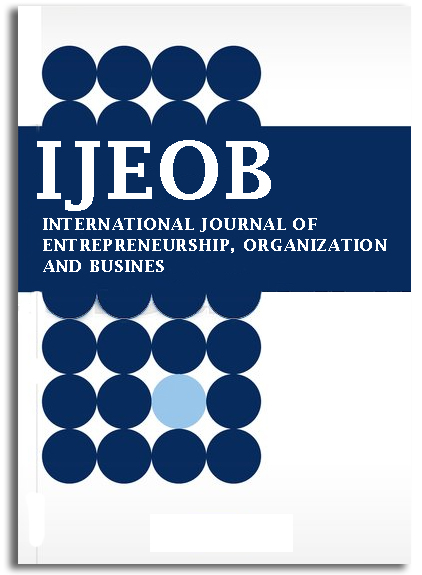 IJEOB
INTERNATIONAL JOURNAL OF
ENTREPRENEURSHIP, ORGANIZATION
AND BUSINES